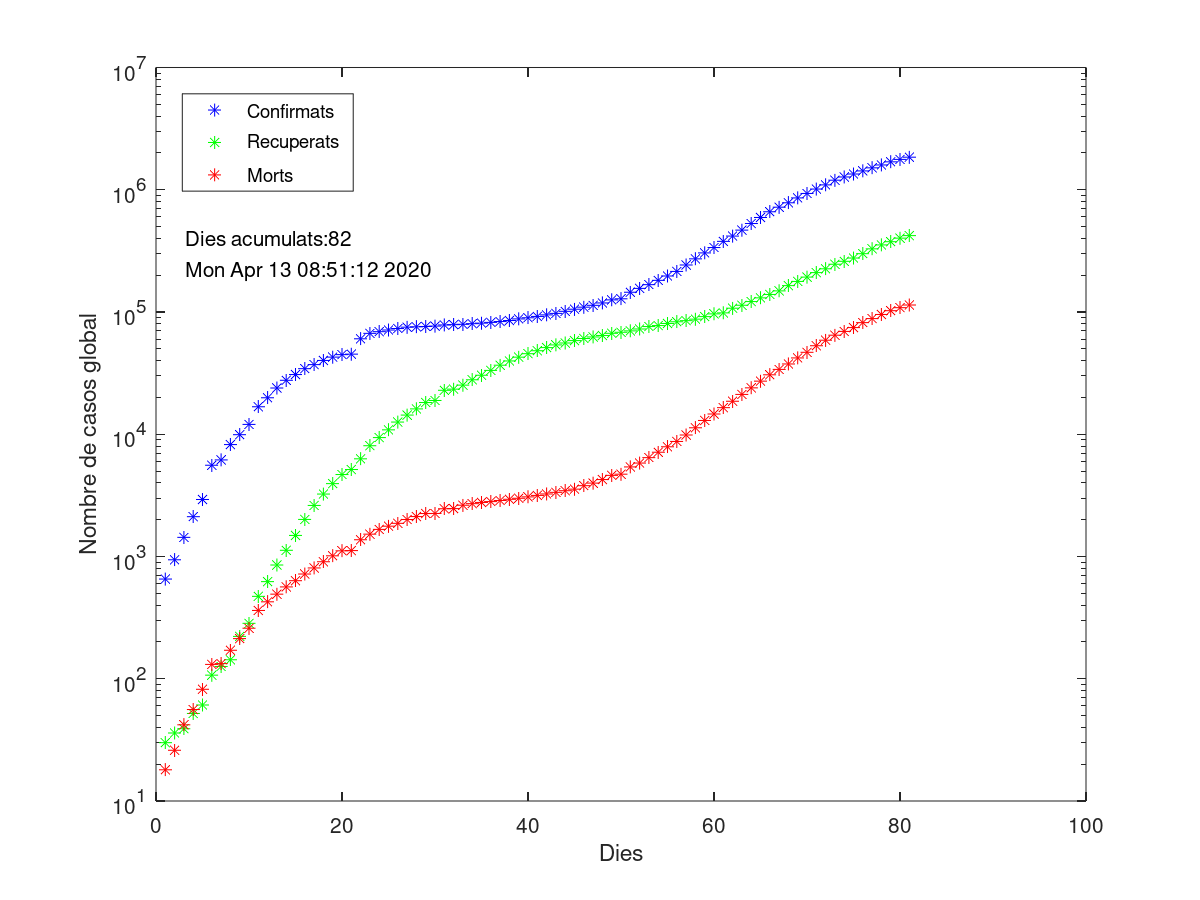 10^7
10^6
10^5
10^4
10^3
10^2
10^1
Nombre de casos global
Confirmats
Recuperats
Morts
Dies acumulats:82
Mon Apr 13 08:51:12 2020
0 20 40 60 80 100
Dies